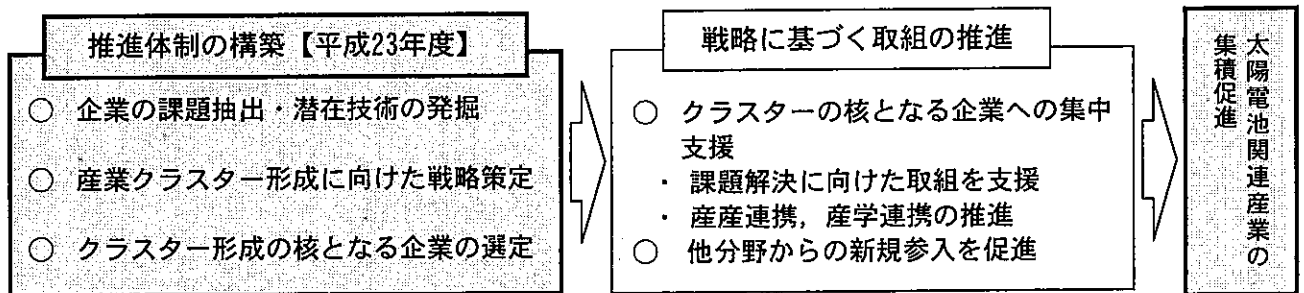 推進体制の構築【平成23年度】
○ 企業の課題抽出・潜在技術の発掘
○ 産業クラスター形成に向けた戦略策定
○ クラスター形成の核となる企業の選定
戦略に基づく取組の推進
○ クラスターの核となる企業への集中
支援
・ 課題解決に向けた取組を支援
・ 産産連携，産学連携の推進
○ 他分野からの新規参入を促進
太陽電池関連産業の
集積促進